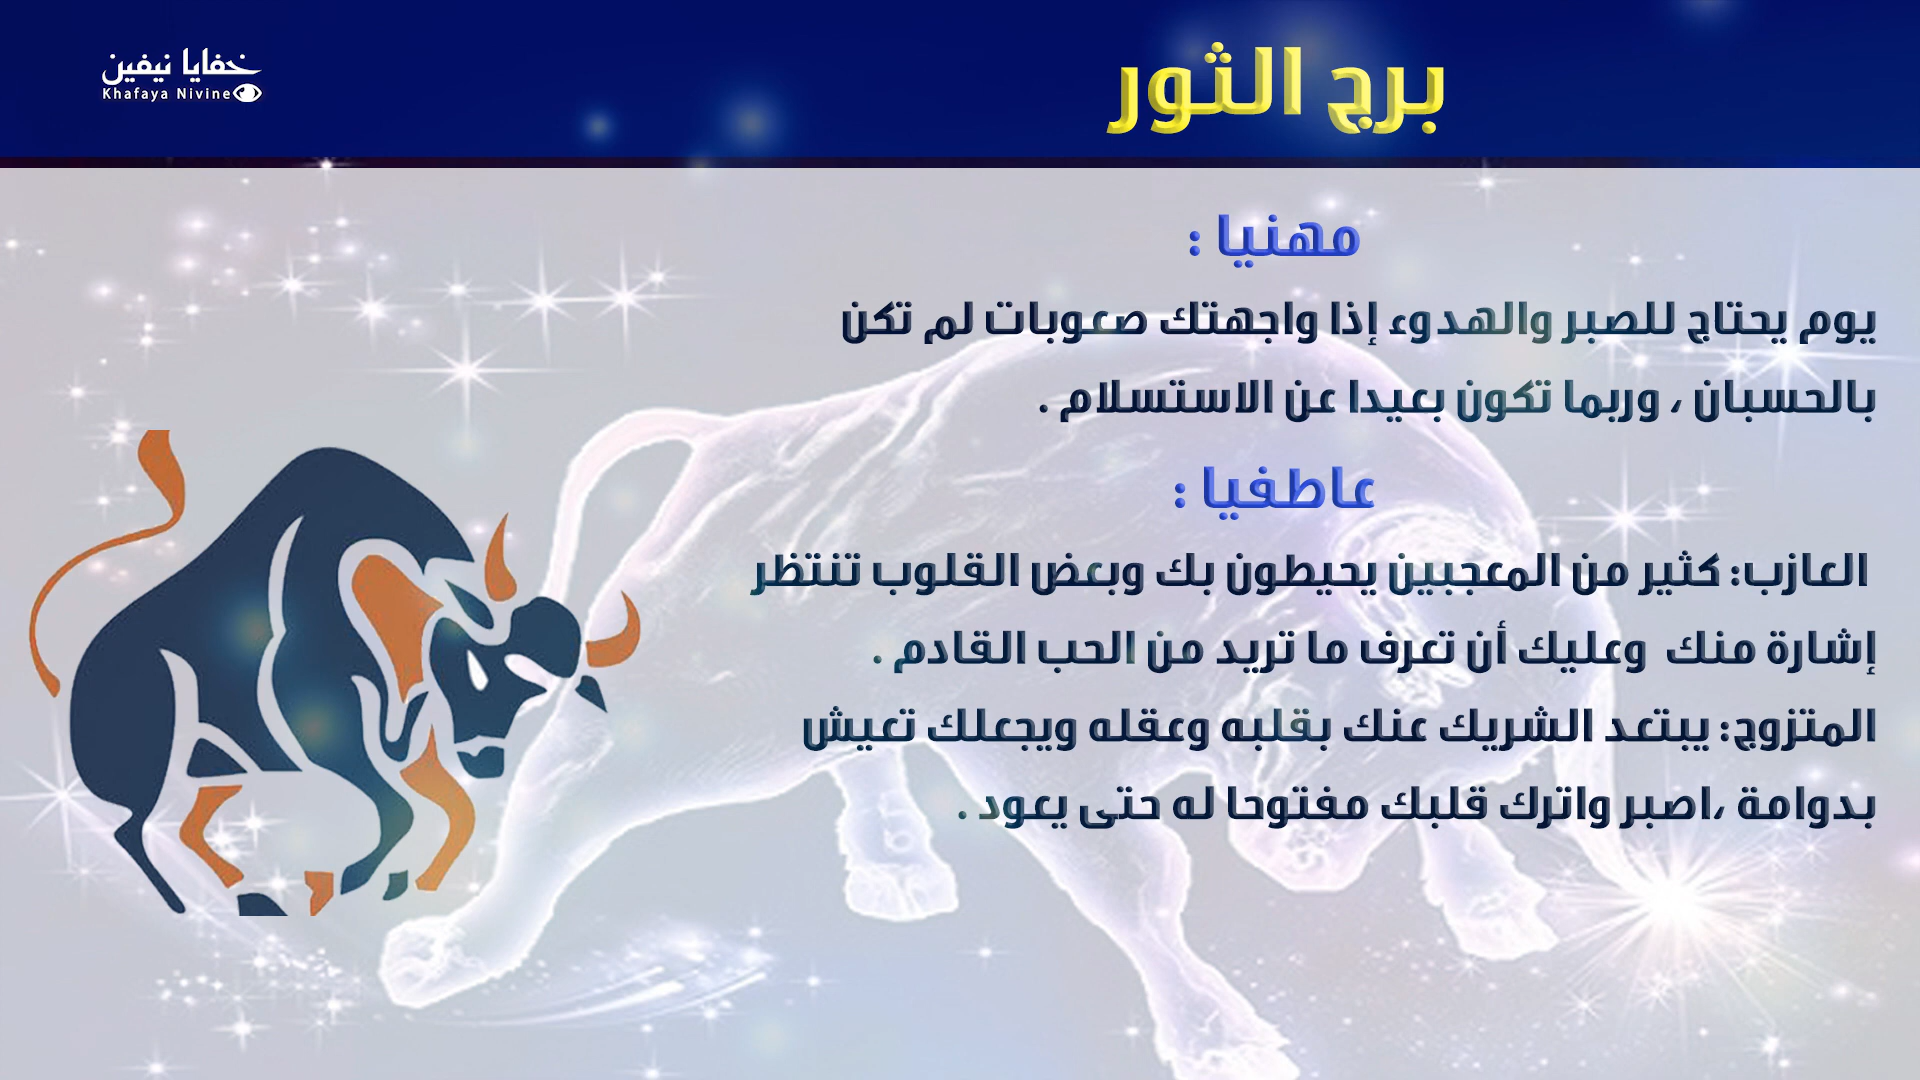 خفايا نيفين
Khafaya Nivine
برج الثور
مهنيا :
يوم يحتاج للصبر والهدوء إذا واجهتك صعوبات لم تكن
بالحسبان ، وربما تكون بعيدا عن الاستسلام .
عاطفيا :
العازب: كثير من المعجبين يحيطون بك وبعض القلوب تنتظر
إشارة منك وعليك أن تعرف ما تريد من الحب القادم .
المتزوج: يبتعد الشريك عنك بقلبه وعقله ويجعلك تعيش
بدوامة ،اصبر واترك قلبك مفتوحا له حتى يعود .